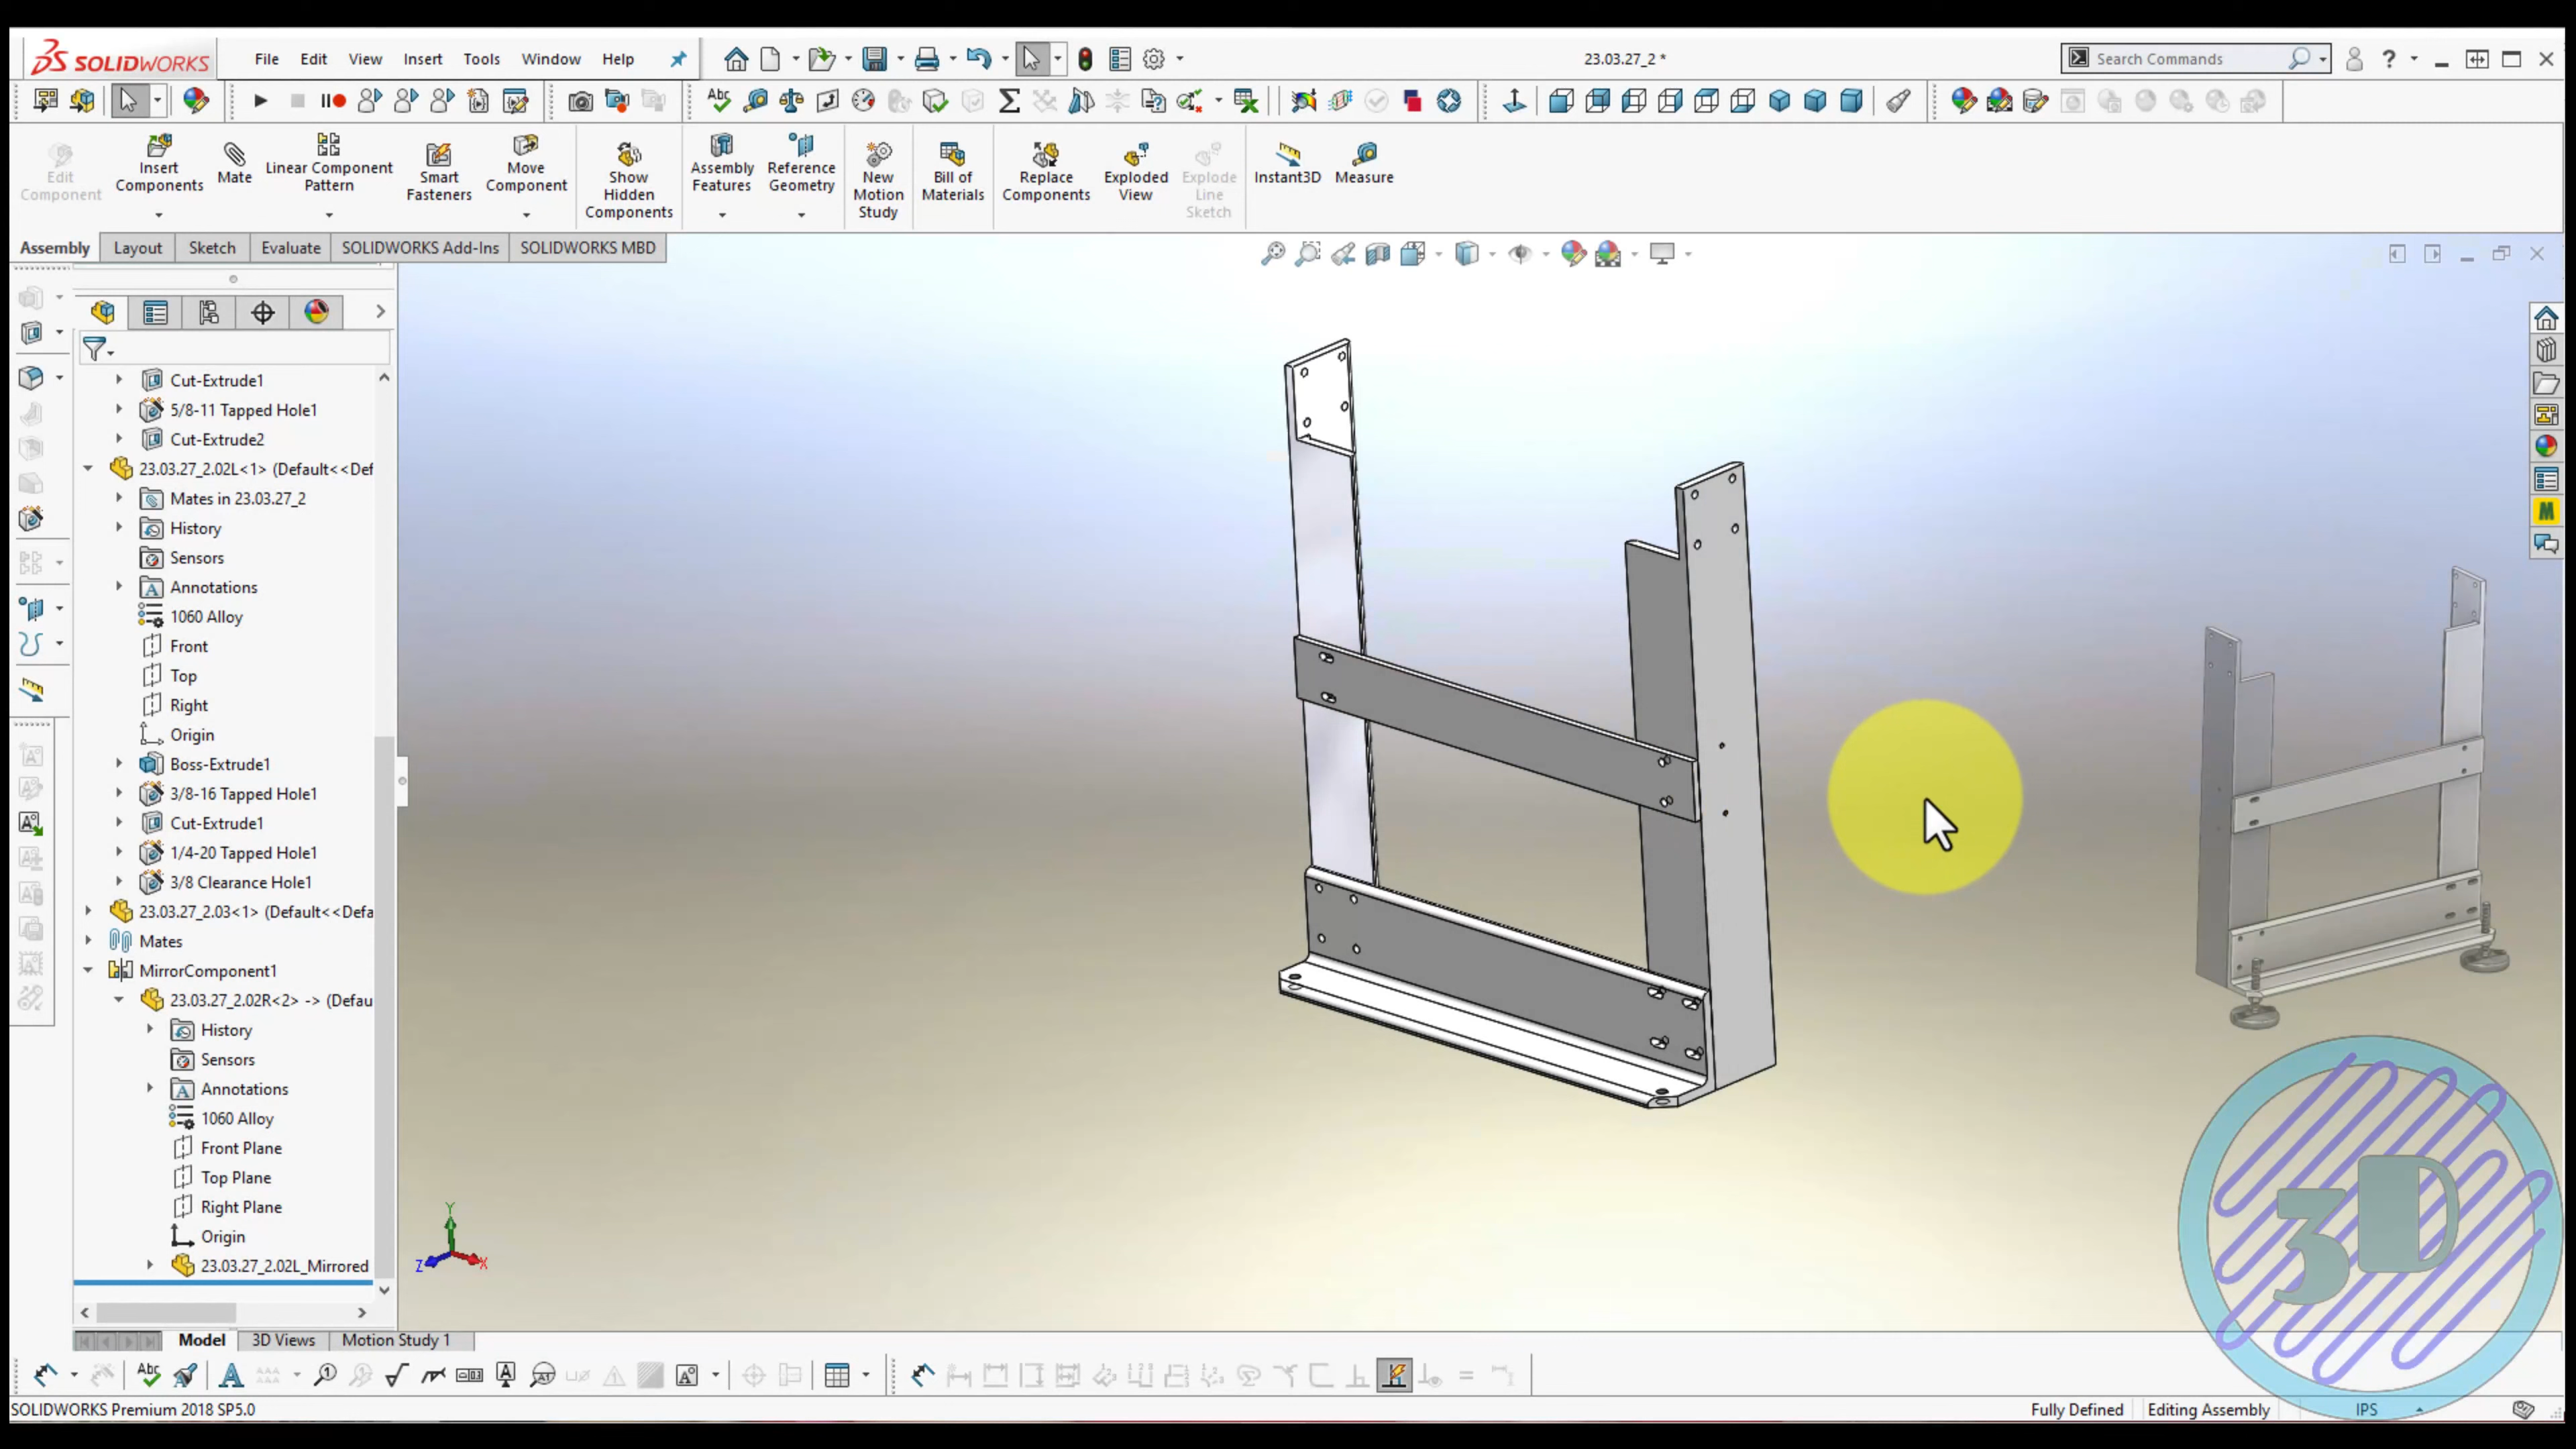 SOLIDWORKS File Edit View Insert Tools Window Help 23.03.27_2 * Search Commands
Edit Component
Insert Components
Mate
Linear Component Pattern
Smart Fasteners
Move Component
Show Hidden Components
Assembly Features
Reference Geometry
New Motion Study
Bill of Materials
Replace Components
Exploded View
Explode Line Sketch
Instant3D
Measure
Assembly Layout Sketch Evaluate SOLIDWORKS Add-Ins SOLIDWORKS MBD
Cut-Extrude1
5/8-11 Tapped Hole1
Cut-Extrude2
23.03.27_2.02L<1> (Default<<Def
Mates in 23.03.27_2
History
Sensors
Annotations
1060 Alloy
Front
Top
Right
Origin
Boss-Extrude1
3/8-16 Tapped Hole1
Cut-Extrude1
1/4-20 Tapped Hole1
3/8 Clearance Hole1
23.03.27_2.03<1> (Default<<Defa
Mates
MirrorComponent1
23.03.27_2.02R<2> -> (Defau
History
Sensors
Annotations
1060 Alloy
Front Plane
Top Plane
Right Plane
Origin
23.03.27_2.02L_Mirrored
Y
Z X
M
3D
Model 3D Views Motion Study 1
SOLIDWORKS Premium 2018 SP5.0 Fully Defined Editing Assembly IPS